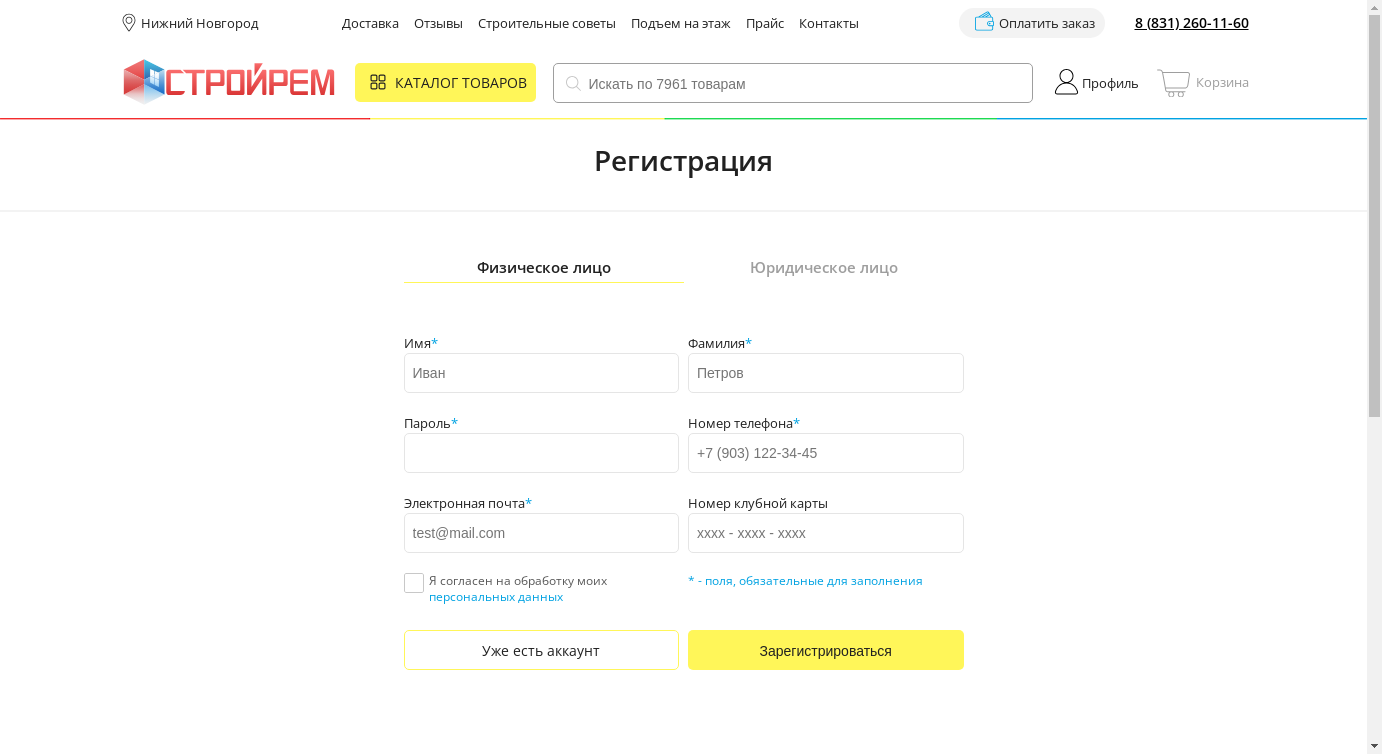 Нижний Новгород Доставка Отзывы Строительные советы Подъем на этаж Прайс Контакты Оплатить заказ 8 (831) 260-11-60
СТРОЙРЕМ КАТАЛОГ ТОВАРОВ Искать по 7961 товарам Профиль Корзина
Регистрация
Физическое лицо Юридическое лицо
Имя* Фамилия*
Иван Петров
Пароль* Номер телефона*
+7 (903) 122-34-45
Электронная почта* Номер клубной карты
test@mail.com xxxx - xxxx - xxxx
Я согласен на обработку моих * - поля, обязательные для заполнения
персональных данных
Уже есть аккаунт Зарегистрироваться